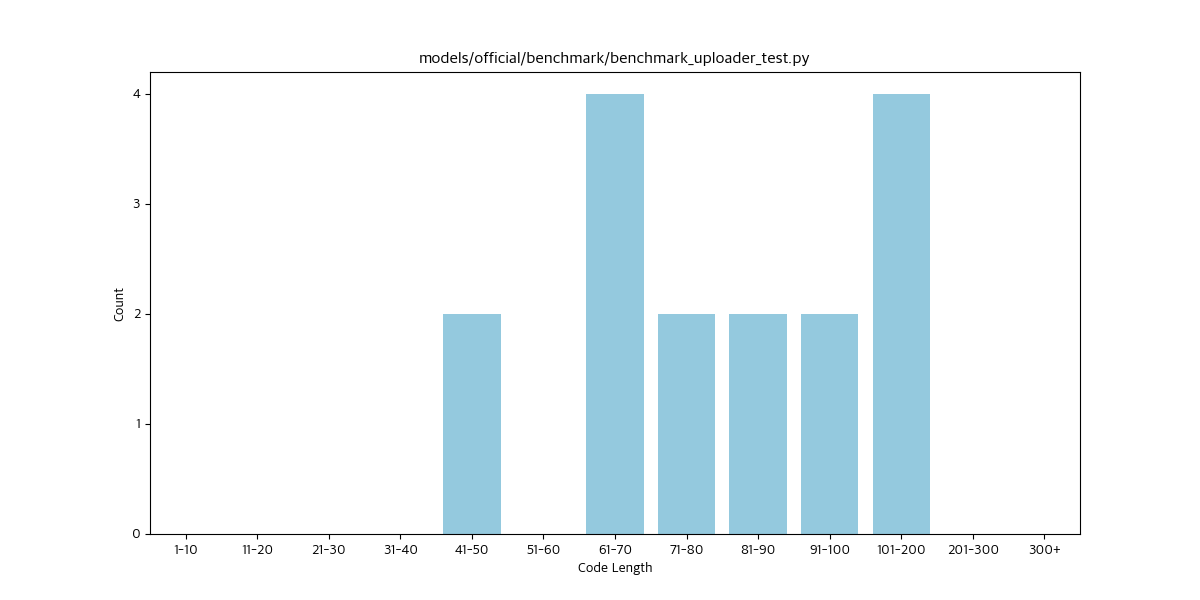 models/official/benchmark/benchmark_uploader_test.py
4
3
2
1
0
Count
1-10 11-20 21-30 31-40 41-50 51-60 61-70 71-80 81-90 91-100 101-200 201-300 300+
Code Length